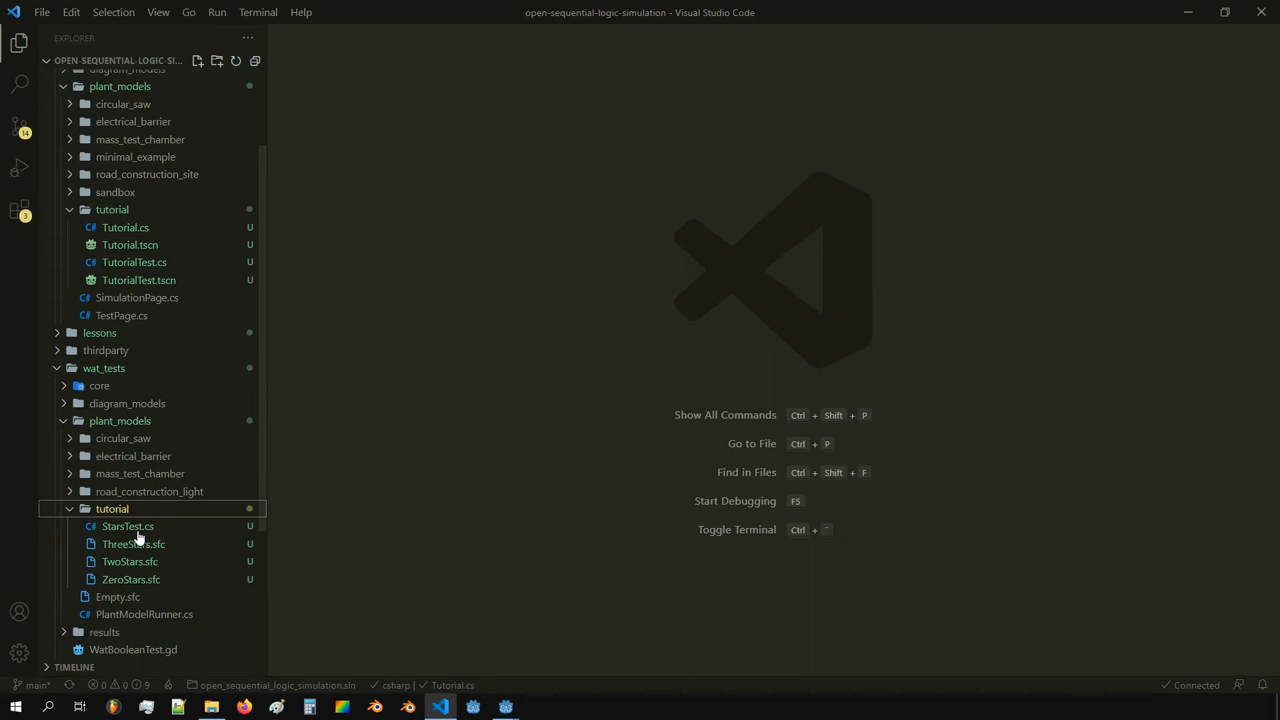 File Edit Selection View Go Run Terminal Help
open-sequential-logic-simulation - Visual Studio Code
EXPLORER
OPEN-SEQUENTIAL-LOGIC-SI...
diagram_models
plant_models
circular_saw
electrical_barrier
mass_test_chamber
minimal_example
road_construction_site
sandbox
tutorial
C# Tutorial.cs U
Tutorial.tscn U
C# TutorialTest.cs U
TutorialTest.tscn U
C# SimulationPage.cs
C# TestPage.cs
lessons
thirdparty
wat_tests
core
diagram_models
plant_models
circular_saw
electrical_barrier
mass_test_chamber
road_construction_light
tutorial
C# StarsTest.cs U
ThreeStars.sfc U
TwoStars.sfc U
ZeroStars.sfc U
Empty.sfc
C# PlantModelRunner.cs
results
WatBooleanTest.gd
TIMELINE
14
3
Show All Commands Ctrl + Shift + P
Go to File Ctrl + P
Find in Files Ctrl + Shift + F
Start Debugging F5
Toggle Terminal Ctrl + ¨
main* 0 0 9 open_sequential_logic_simulation.sln csharp Tutorial.cs Connected